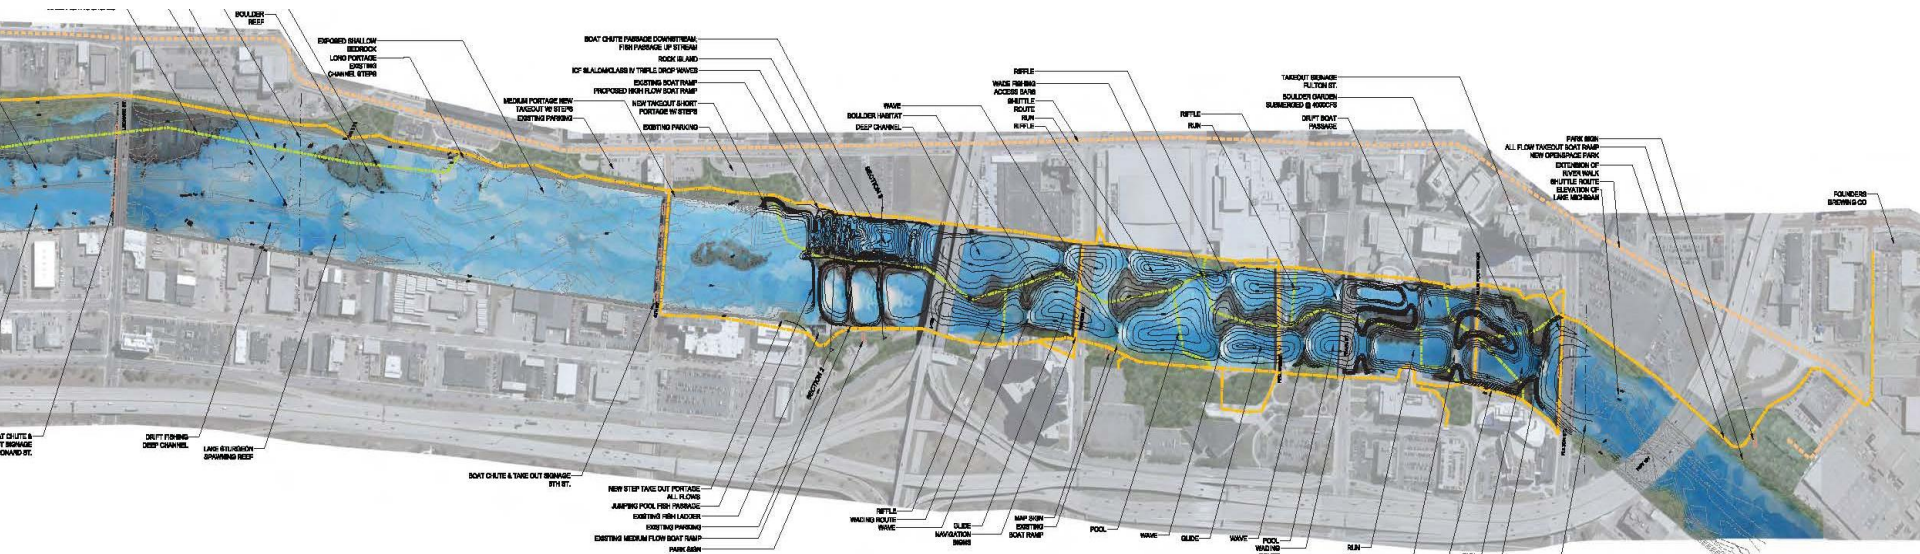 BOULDER
REEF
EXPOSED SHALLOW
BEDROCK
LONG PORTAGE
EXISTING
CHANNEL STEPS
BOAT CHUTE PASSAGE DOWNSTREAM,
FISH PASSAGE UP STREAM
ROCK ISLAND
ICF SLALOM/CLASS IV TRIPLE DROP WAVES
EXISTING BOAT RAMP
PROPOSED HIGH FLOW BOAT RAMP
MEDIUM PORTAGE NEW
TAKEOUT W/ STEPS
EXISTING PARKING
NEW TAKEOUT SHORT
PORTAGE W/ STEPS
EXISTING PARKING
WAVE
BOULDER HABITAT
DEEP CHANNEL
RIFFLE
WADE FISHING
ACCESS BARS
SHUTTLE
ROUTE
RUN
RIFFLE
RIFFLE
RUN
TAKEOUT SIGNAGE
FULTON ST.
BOULDER GARDEN
SUBMERGED @ 4000CFS
DRIFT BOAT
PASSAGE
PARK SIGN
ALL FLOW TAKEOUT BOAT RAMP
NEW OPENSPACE PARK
EXTENSION OF
RIVER WALK
SHUTTLE ROUTE
ELEVATION OF
LAKE MICHIGAN
FOUNDERS
BREWING CO
SECTION 2
DRIFT FISHING
DEEP CHANNEL
LAKE STURGEON
SPAWNING REEF
BOAT CHUTE & TAKE OUT SIGNAGE
6TH ST.
NEW STEP TAKE OUT PORTAGE
ALL FLOWS
JUMPING POOL FISH PASSAGE
EXISTING FISH LADDER
EXISTING PARKING
EXISTING MEDIUM FLOW BOAT RAMP
PARK SIGN
RIFFLE
WADING ROUTE
WAVE
GLIDE
NAVIGATION
SIGNS
MAP SIGN
EXISTING
BOAT RAMP
POOL
WAVE
GLIDE
WAVE
POOL
WADING
RUN